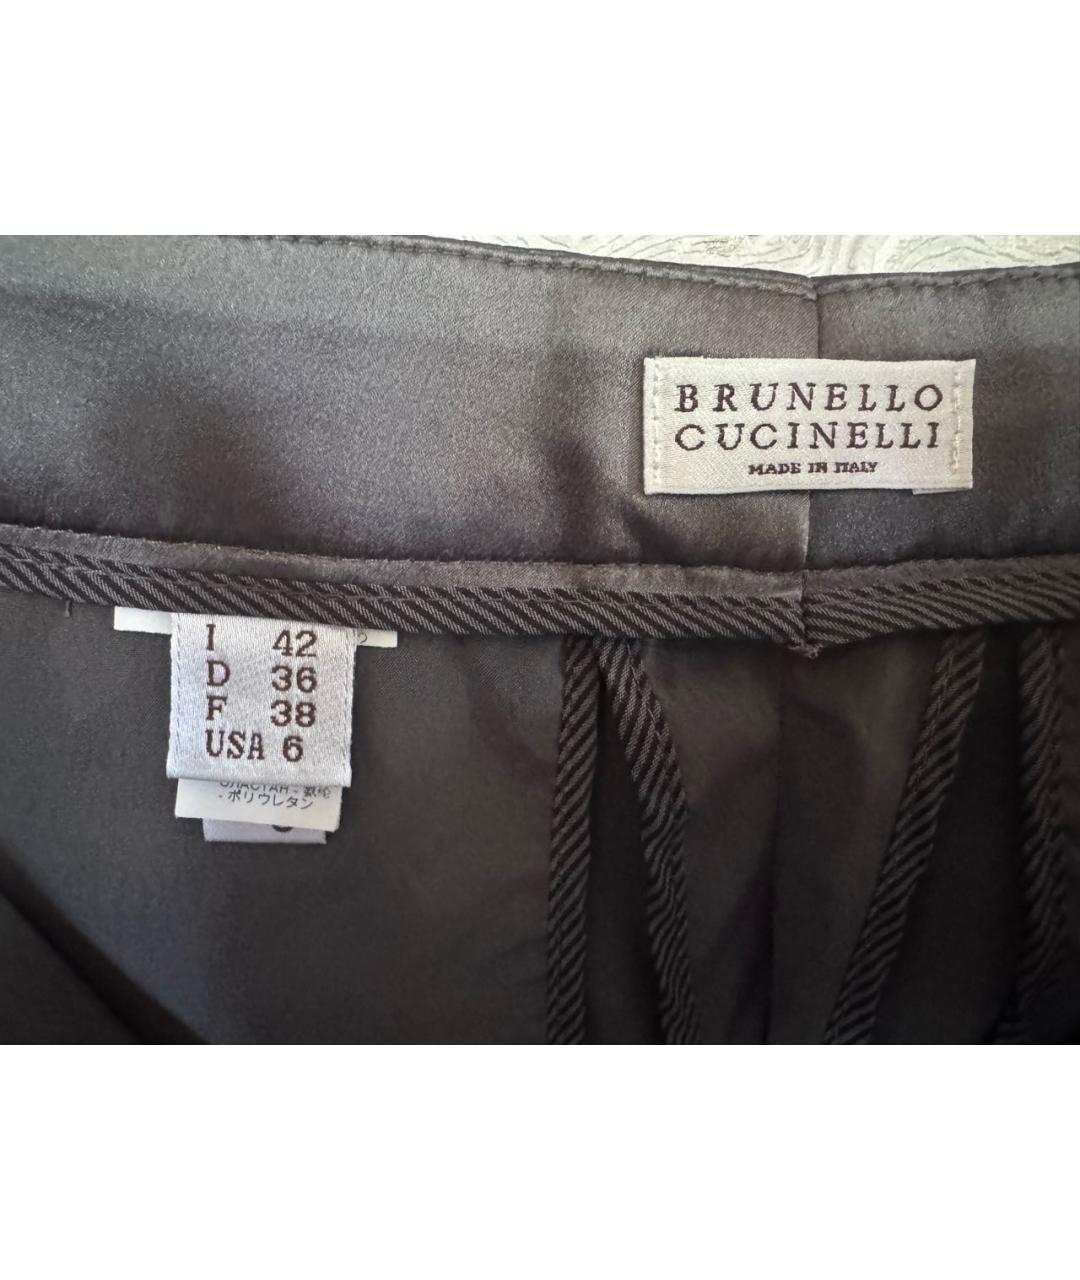 BRUNELLO
CUCINELLI
MADE IN ITALY
I 42
D 36
F 38
USA 6
- ポリウレタン